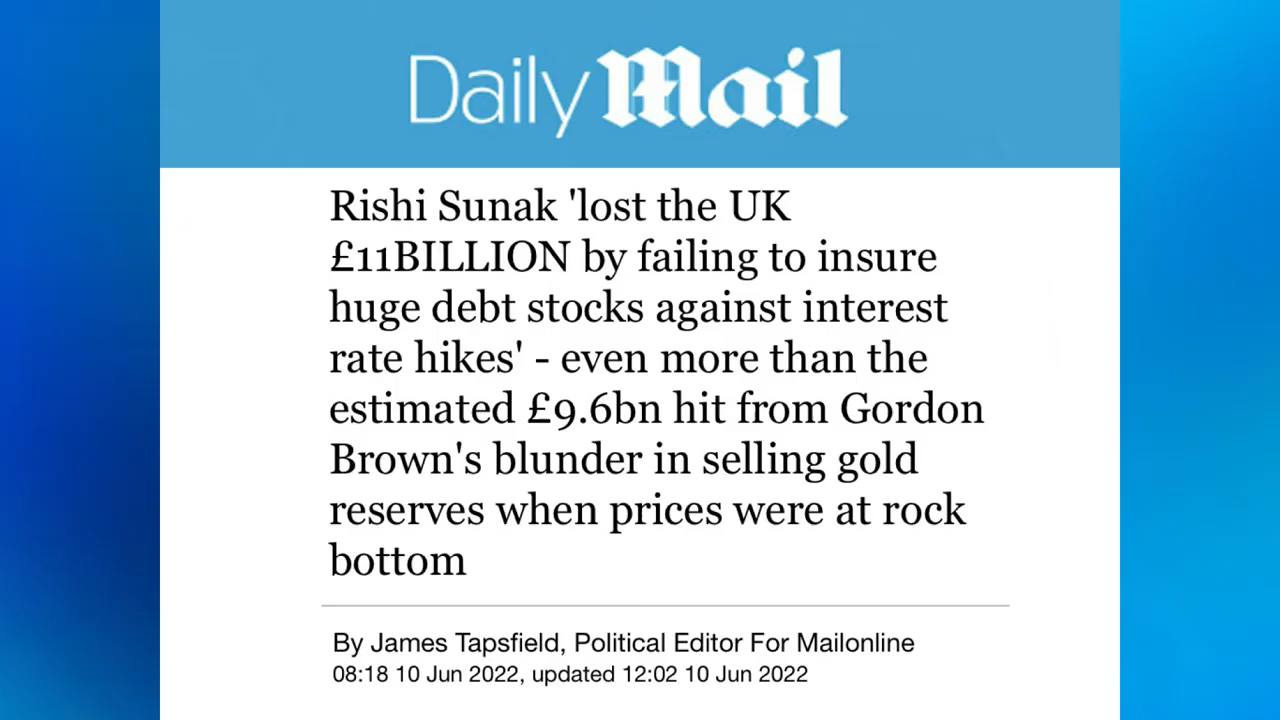 Daily Mail
Rishi Sunak 'lost the UK
£11BILLION by failing to insure
huge debt stocks against interest
rate hikes' - even more than the
estimated £9.6bn hit from Gordon
Brown's blunder in selling gold
reserves when prices were at rock
bottom
By James Tapsfield, Political Editor For Mailonline
08:18 10 Jun 2022, updated 12:02 10 Jun 2022